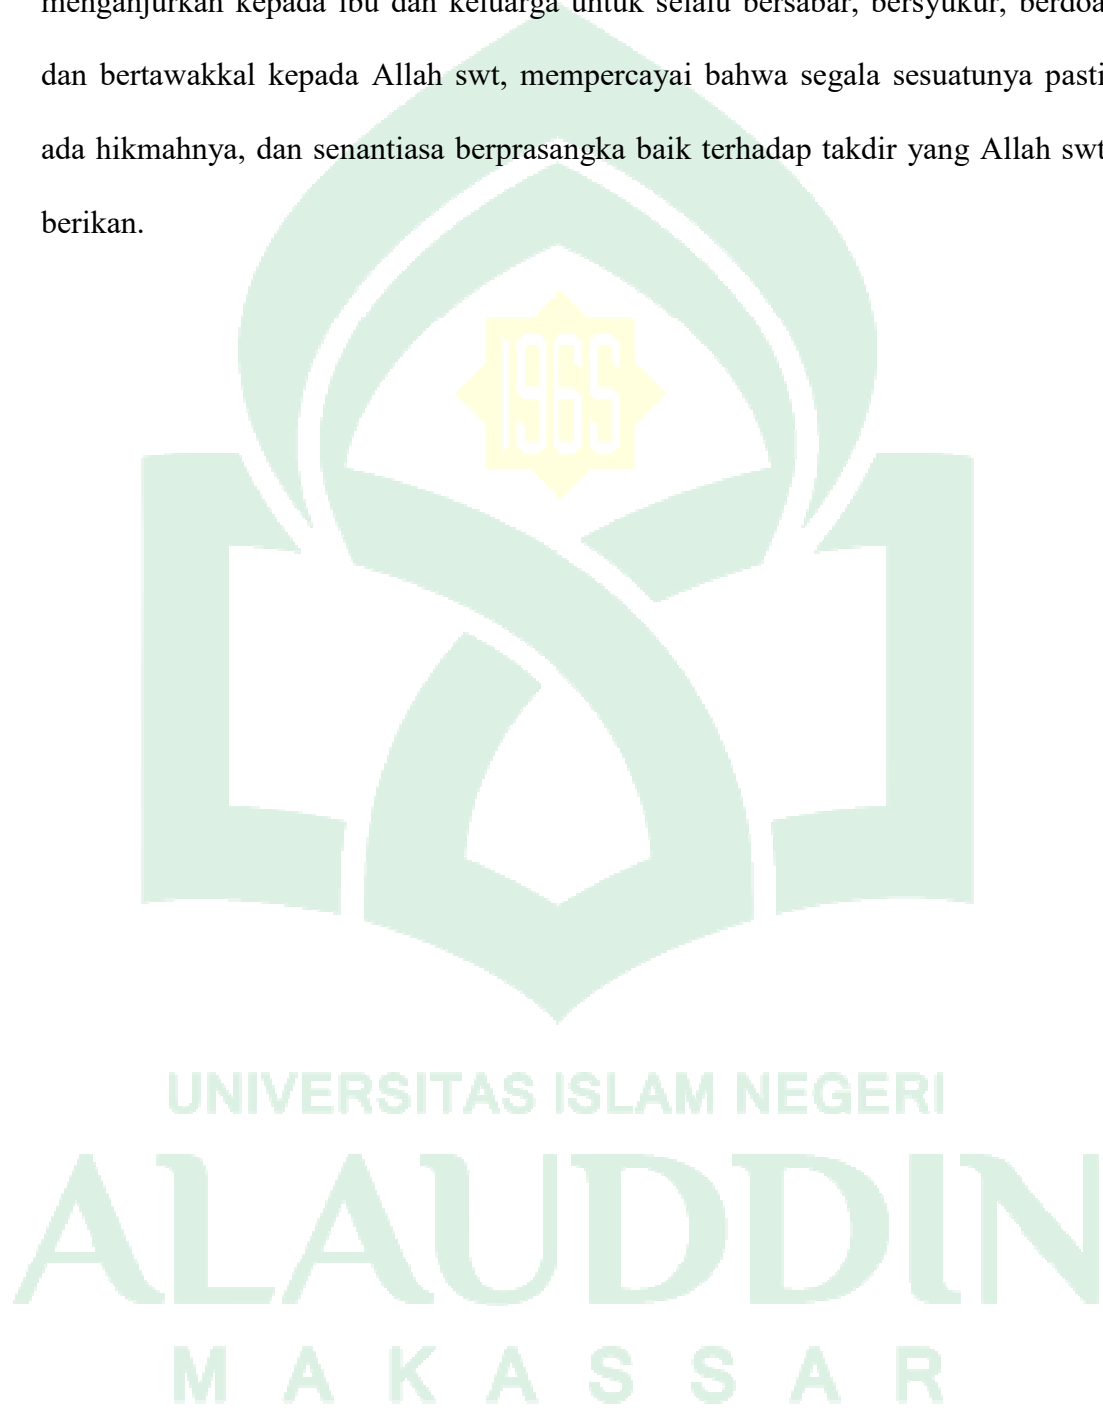 menganjurkan kepada ibu dan keluarga untuk selalu bersabar, bersyukur, berdoa
dan bertawakkal kepada Allah swt, mempercayai bahwa segala sesuatunya pasti
ada hikmahnya, dan senantiasa berprasangka baik terhadap takdir yang Allah swt
berikan.
1965
UNIVERSITAS ISLAM NEGERI
ALAUDDIN
MAKASSAR